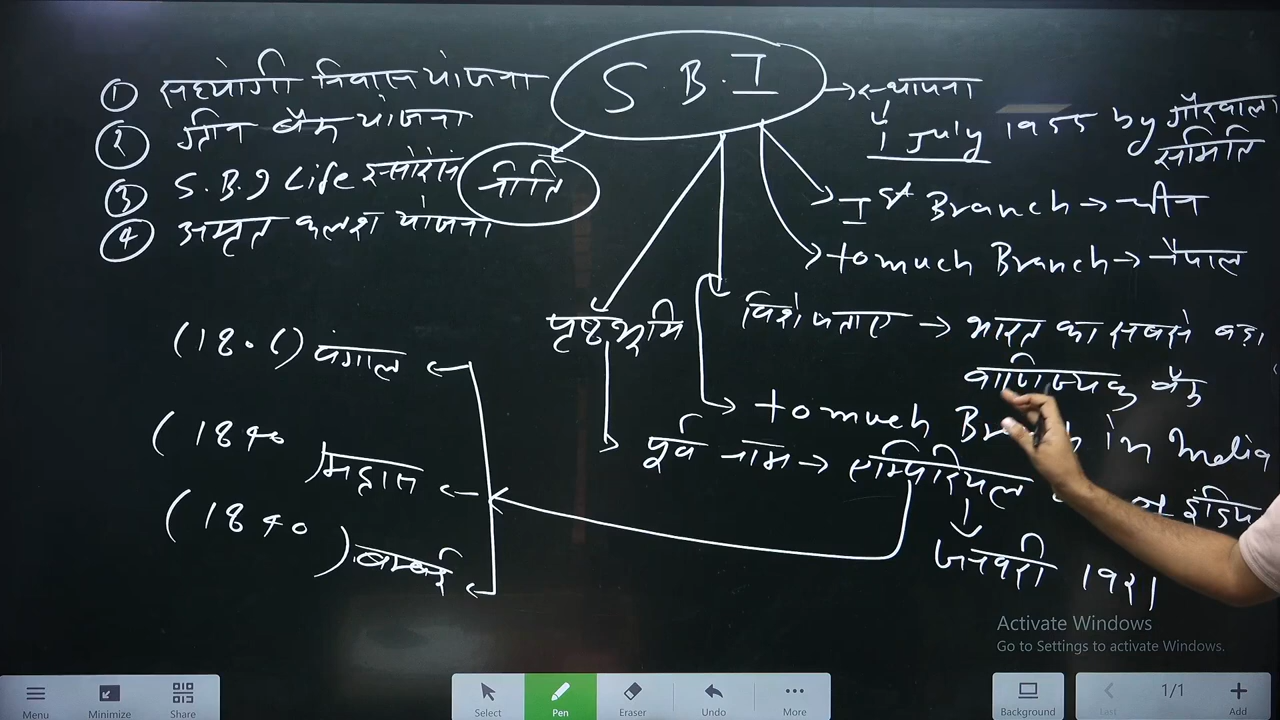 S.B.I
① सहयोगी निवास योजना
② ग्रीन बैंक योजना
③ S.B.I Life इंसोरेंस
④ अमृत कलश योजना
नीति
स्थापना
1 July 1955 by गौरवाला समिति
Ist Branch → चीन
to much Branch → नेपाल
विशेषताए → भारत का सबसे बड़ा
वाणिज्यिक बैंक
to much Branch in India
पृष्ठभूमि
पूर्व नाम → इम्पिरियल ऑफ इंडिया
जनवरी 1921
(1806) बंगाल
(1840) मद्रास
(1840) बम्बई
Activate Windows
Go to Settings to activate Windows.
Menu
Minimize
Share
Select
Pen
Eraser
Undo
More
Background
1/1
Add